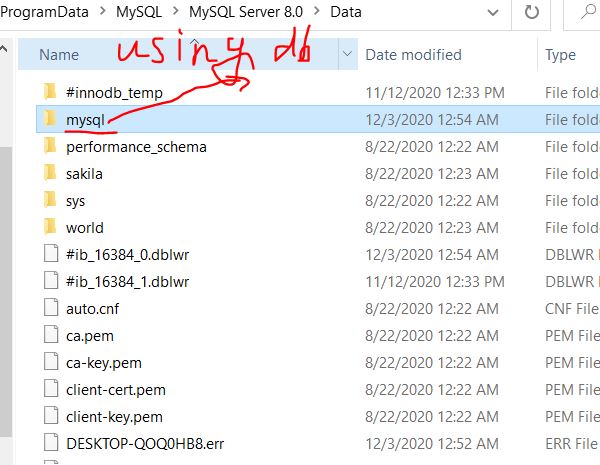 ProgramData > MySQL > MySQL Server 8.0 > Data
using db
Name Date modified Type
#innodb_temp 11/12/2020 12:33 PM File folde
mysql 12/3/2020 12:54 AM File folde
performance_schema 8/22/2020 12:22 AM File folde
sakila 8/22/2020 12:23 AM File folde
sys 8/22/2020 12:22 AM File folde
world 8/22/2020 12:23 AM File folde
#ib_16384_0.dblwr 12/3/2020 12:54 AM DBLWR F
#ib_16384_1.dblwr 11/12/2020 12:33 PM DBLWR F
auto.cnf 8/22/2020 12:22 AM CNF File
ca.pem 8/22/2020 12:22 AM PEM File
ca-key.pem 8/22/2020 12:22 AM PEM File
client-cert.pem 8/22/2020 12:22 AM PEM File
client-key.pem 8/22/2020 12:22 AM PEM File
DESKTOP-QOQ0HB8.err 12/3/2020 12:52 AM ERR File